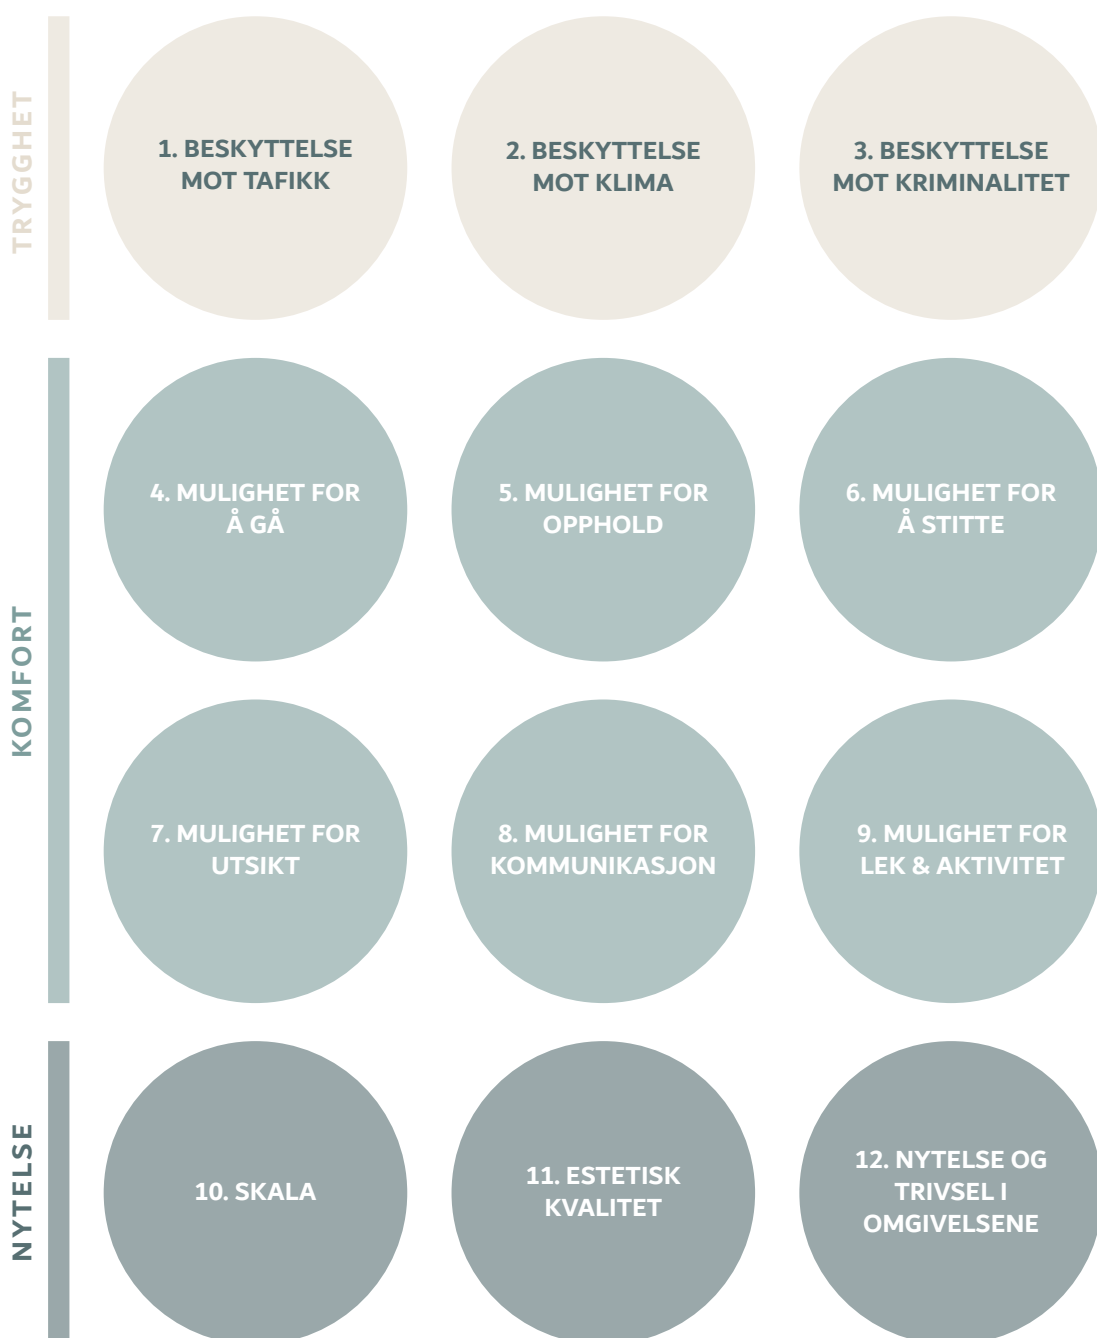 TRYGGHET
1. BESKYTTELSE
MOT TAFIKK
2. BESKYTTELSE
MOT KLIMA
3. BESKYTTELSE
MOT KRIMINALITET
KOMFORT
4. MULIGHET FOR
Å GÅ
5. MULIGHET FOR
OPPHOLD
6. MULIGHET FOR
Å STITTE
7. MULIGHET FOR
UTSIKT
8. MULIGHET FOR
KOMMUNIKASJON
9. MULIGHET FOR
LEK & AKTIVITET
NYTELSE
10. SKALA
11. ESTETISK
KVALITET
12. NYTELSE OG
TRIVSEL I
OMGIVELSENE